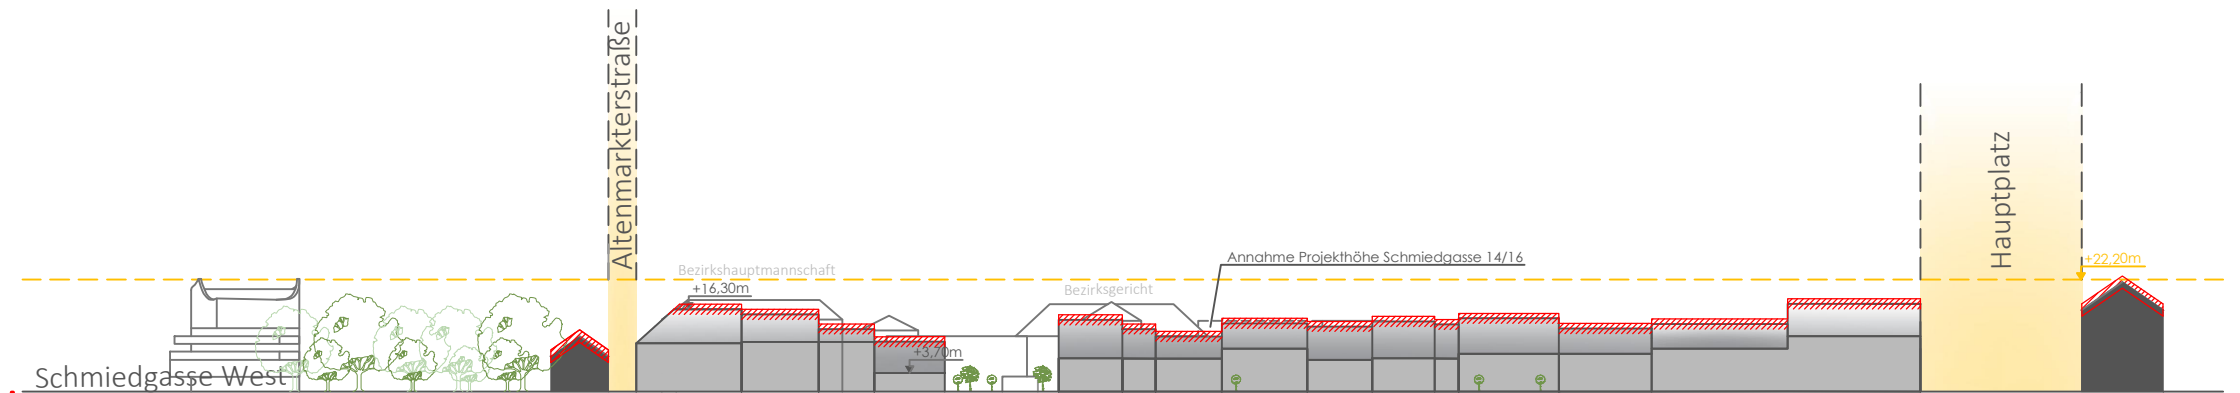 Altenmarkterstraße
Hauptplatz
Annahme Projekthöhe Schmiedgasse 14/16
+22,20m
Bezirkshauptmannschaft
+16,30m
Bezirksgericht
+3,70m
Schmiedgasse West